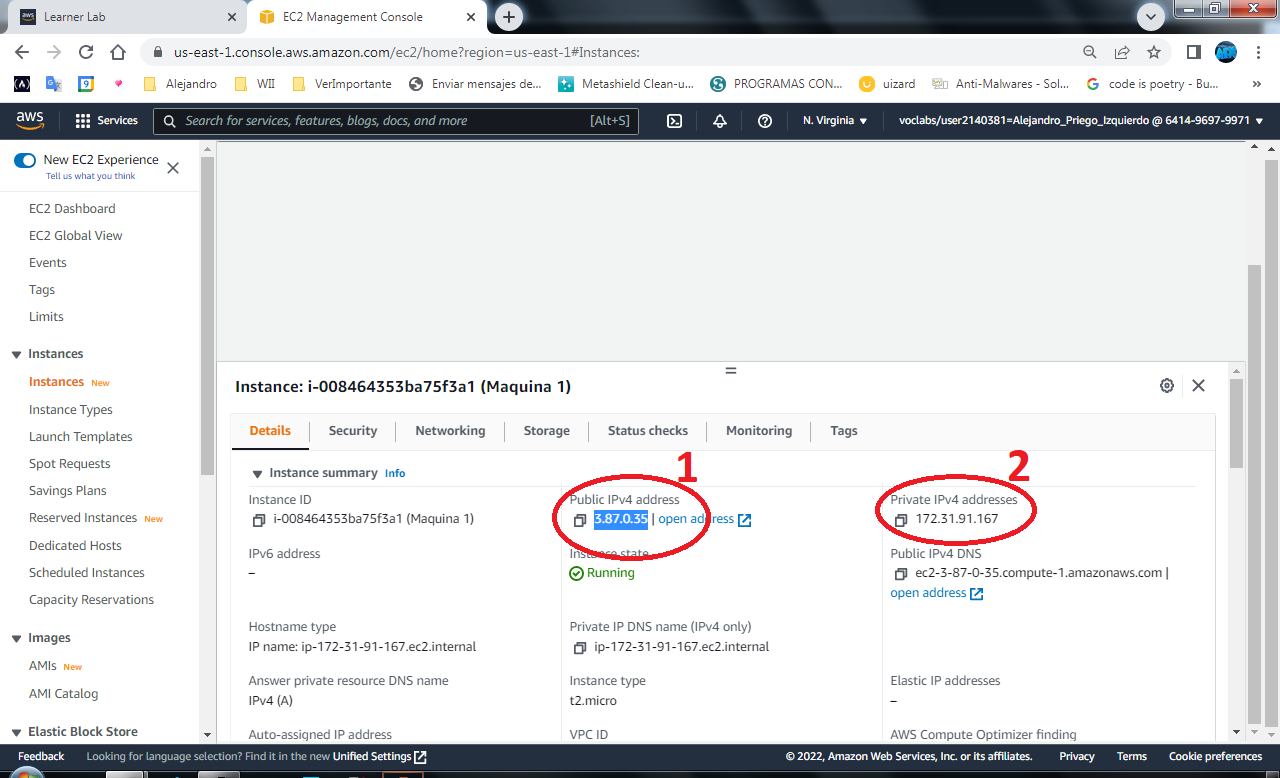 Learner Lab
EC2 Management Console
us-east-1.console.aws.amazon.com/ec2/home?region=us-east-1#Instances:
Alejandro WII VerImportante Enviar mensajes de... Metashield Clean-u... PROGRAMAS CON... uizard Anti-Malwares - Sol... code is poetry - Bu... »
aws Services Search for services, features, blogs, docs, and more [Alt+S] N. Virginia voclabs/user2140381=Alejandro_Priego_Izquierdo @ 6414-9697-9971
New EC2 Experience
Tell us what you think
EC2 Dashboard
EC2 Global View
Events
Tags
Limits
Instances
Instances New
Instance Types
Launch Templates
Spot Requests
Savings Plans
Reserved Instances New
Dedicated Hosts
Scheduled Instances
Capacity Reservations
Images
AMIs New
AMI Catalog
Elastic Block Store
Instance: i-008464353ba75f3a1 (Maquina 1)
Details Security Networking Storage Status checks Monitoring Tags
Instance summary Info
1
2
Instance ID
i-008464353ba75f3a1 (Maquina 1)
Public IPv4 address
3.87.0.35 | open address
Private IPv4 addresses
172.31.91.167
IPv6 address
–
Instance state
Running
Public IPv4 DNS
ec2-3-87-0-35.compute-1.amazonaws.com |
open address
Hostname type
IP name: ip-172-31-91-167.ec2.internal
Private IP DNS name (IPv4 only)
ip-172-31-91-167.ec2.internal
Answer private resource DNS name
IPv4 (A)
Instance type
t2.micro
Elastic IP addresses
–
Auto-assigned IP address
VPC ID
AWS Compute Optimizer finding
Feedback Looking for language selection? Find it in the new Unified Settings © 2022, Amazon Web Services, Inc. or its affiliates. Privacy Terms Cookie preferences